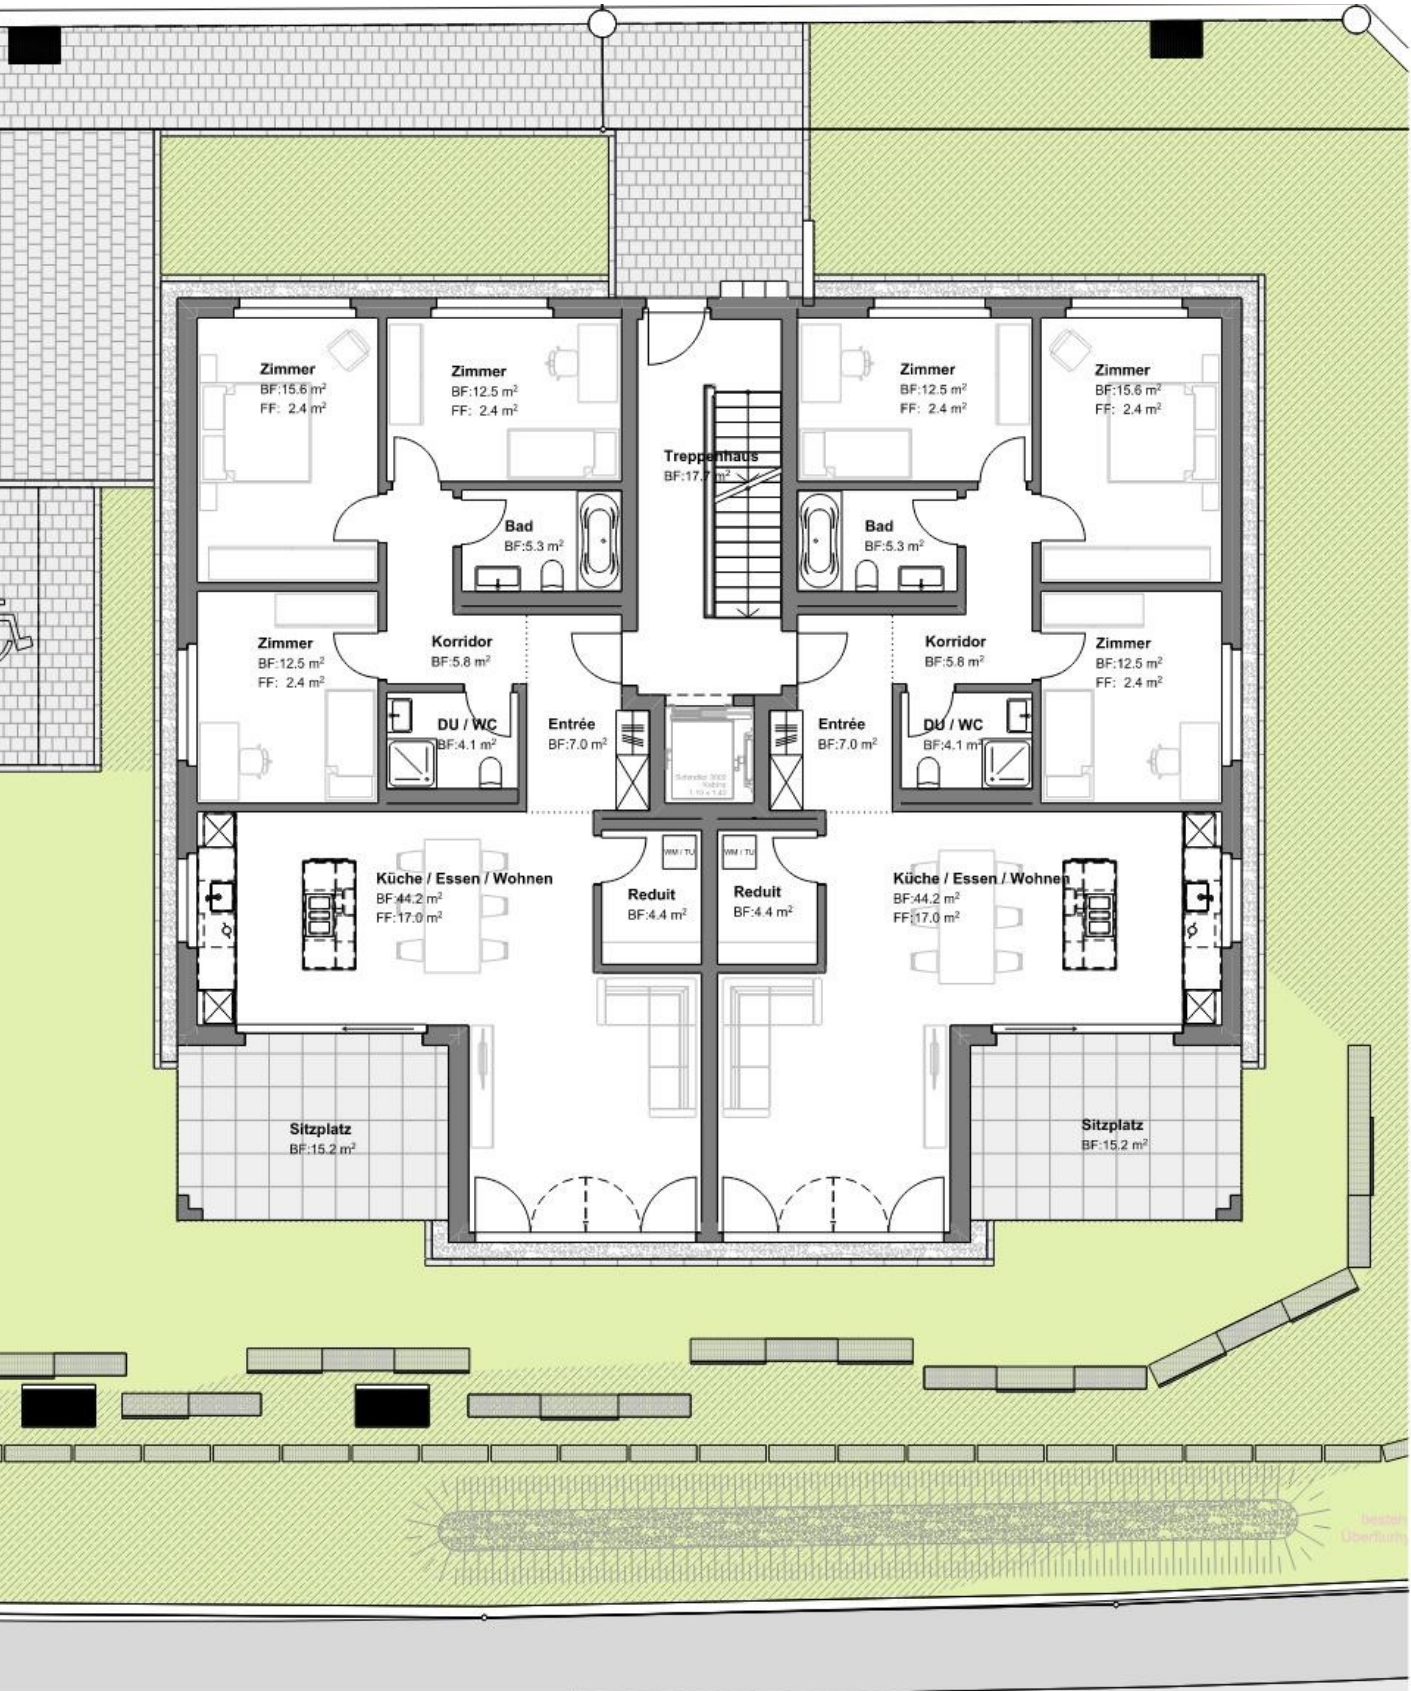 Zimmer
BF:15.6 m²
FF: 2.4 m²
Zimmer
BF:12.5 m²
FF: 2.4 m²
Zimmer
BF:12.5 m²
FF: 2.4 m²
Zimmer
BF:15.6 m²
FF: 2.4 m²
Treppenhaus
BF:17.7 m²
Bad
BF:5.3 m²
Bad
BF:5.3 m²
Zimmer
BF:12.5 m²
FF: 2.4 m²
Korridor
BF:5.8 m²
Korridor
BF:5.8 m²
Zimmer
BF:12.5 m²
FF: 2.4 m²
DU / WC
BF:4.1 m²
Entrée
BF:7.0 m²
Schindler 3000
1.10 x 1.40
Entrée
BF:7.0 m²
DU / WC
BF:4.1 m²
Küche / Essen / Wohnen
BF:44.2 m²
FF:17.0 m²
WM / TU
Reduit
BF:4.4 m²
WM / TU
Reduit
BF:4.4 m²
Küche / Essen / Wohnen
BF:44.2 m²
FF:17.0 m²
Sitzplatz
BF:15.2 m²
Sitzplatz
BF:15.2 m²